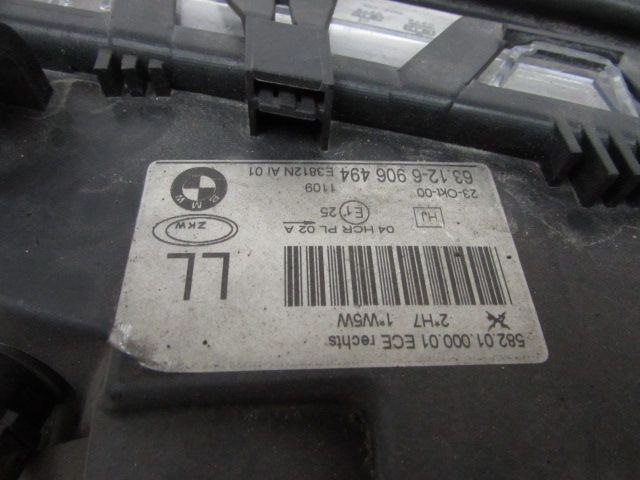 63.12-6 906 494 E3812N AI 01
23-Okt-00
1109
BMW
HJ
E1 25
04 HCR PL 02 A
ZKW
LL
2*H7 1*W5W
582.01.000.01 ECE rechts